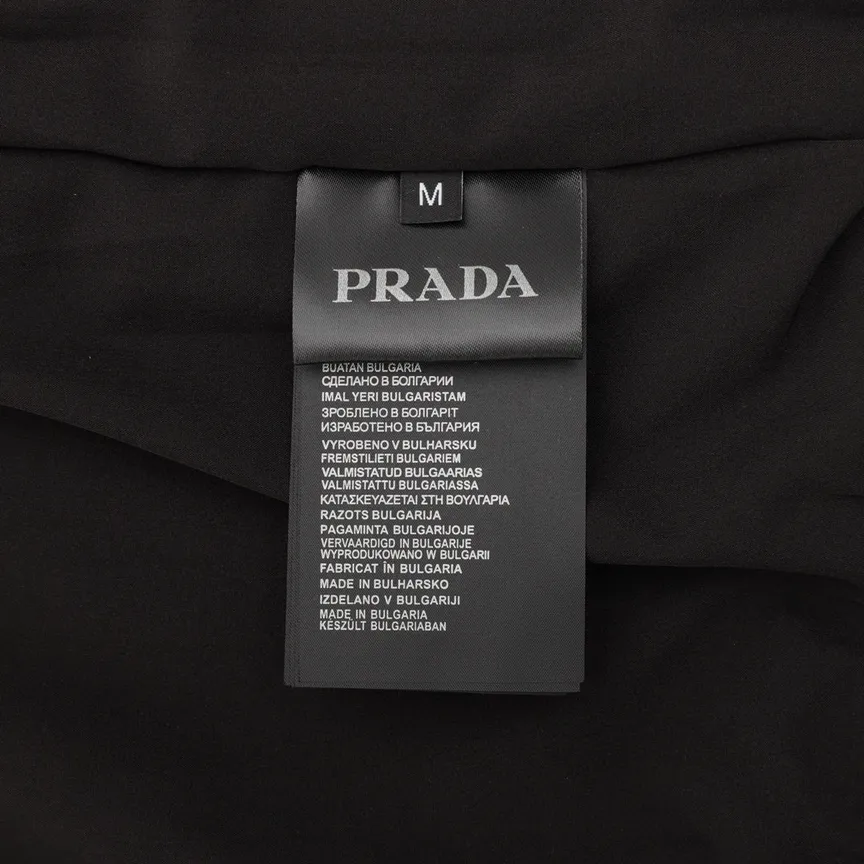 M
PRADA
BUATAN BULGARIA
СДЕЛАНО В БОЛГАРИИ
IMAL YERI BULGARISTAM
ЗРОБЛЕНО В БОЛГАРІТ
ИЗРАБОТЕНО В БЪЛГАРИЯ
VYROBENO V BULHARSKU
FREMSTILIETI BULGARIEM
VALMISTATUD BULGAARIAS
VALMISTATTU BULGARIASSA
ΚΑΤΑΣΚΕΥΑΖΕΤΑΙ ΣΤΗ ΒΟΥΛΓΑΡΙΑ
RAZOTS BULGARIJA
PAGAMINTA BULGARIJOJE
VERVAARDIGD IN BULGARIJE
WYPRODUKOWANO W BULGARII
FABRICAT ÎN BULGARIA
MADE IN BULHARSKO
IZDELANO V BULGARIJI
MADE IN BULGARIA
KÉSZÜLT BULGARIABAN